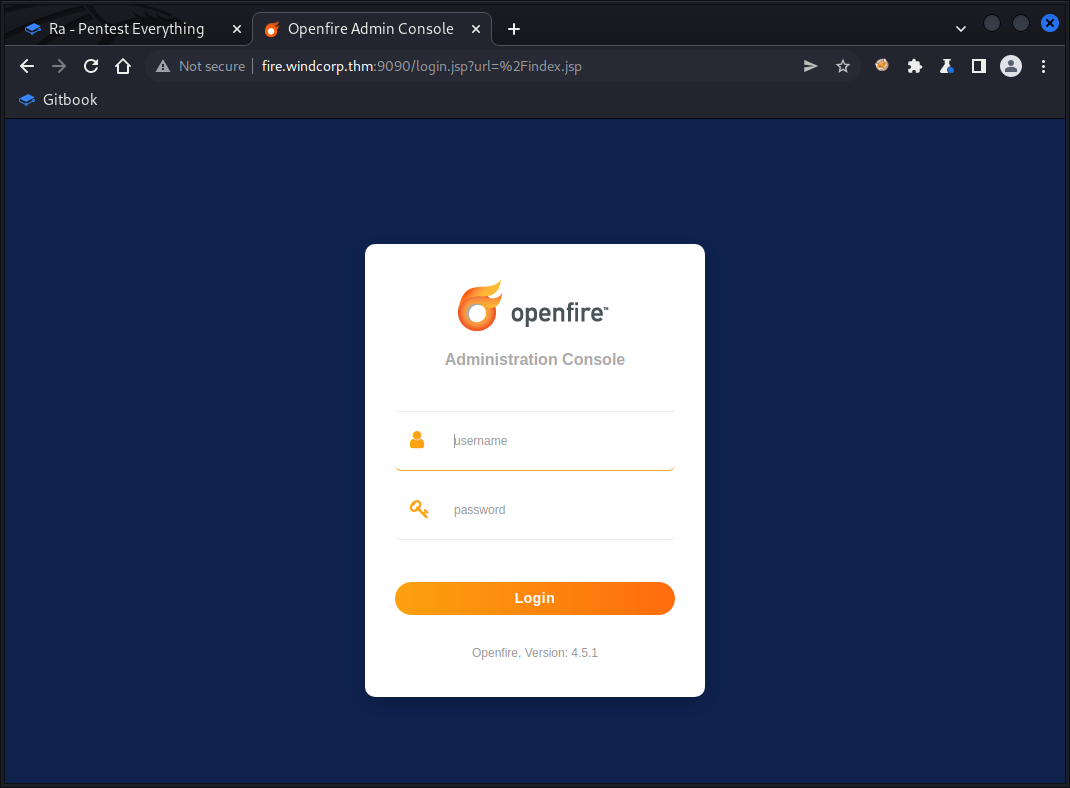 Ra - Pentest Everything
Openfire Admin Console
Not secure fire.windcorp.thm:9090/login.jsp?url=%2Findex.jsp
Gitbook
openfire™
Administration Console
username
password
Login
Openfire, Version: 4.5.1